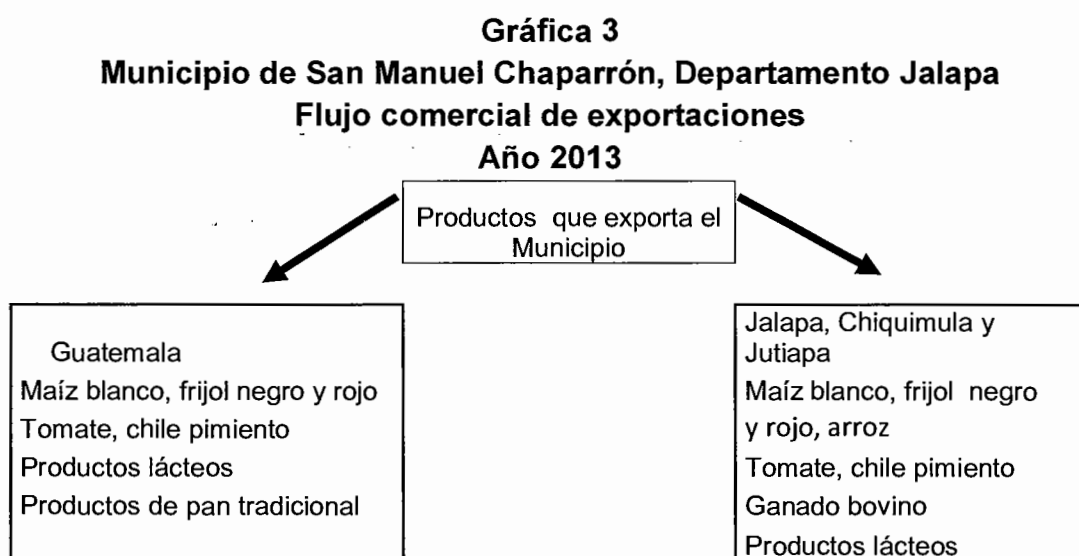 Gráfica 3
Municipio de San Manuel Chaparrón, Departamento Jalapa
Flujo comercial de exportaciones
Año 2013
Productos que exporta el
Municipio
Guatemala
Maíz blanco, frijol negro y rojo
Tomate, chile pimiento
Productos lácteos
Productos de pan tradicional
Jalapa, Chiquimula y
Jutiapa
Maíz blanco, frijol negro
y rojo, arroz
Tomate, chile pimiento
Ganado bovino
Productos lácteos